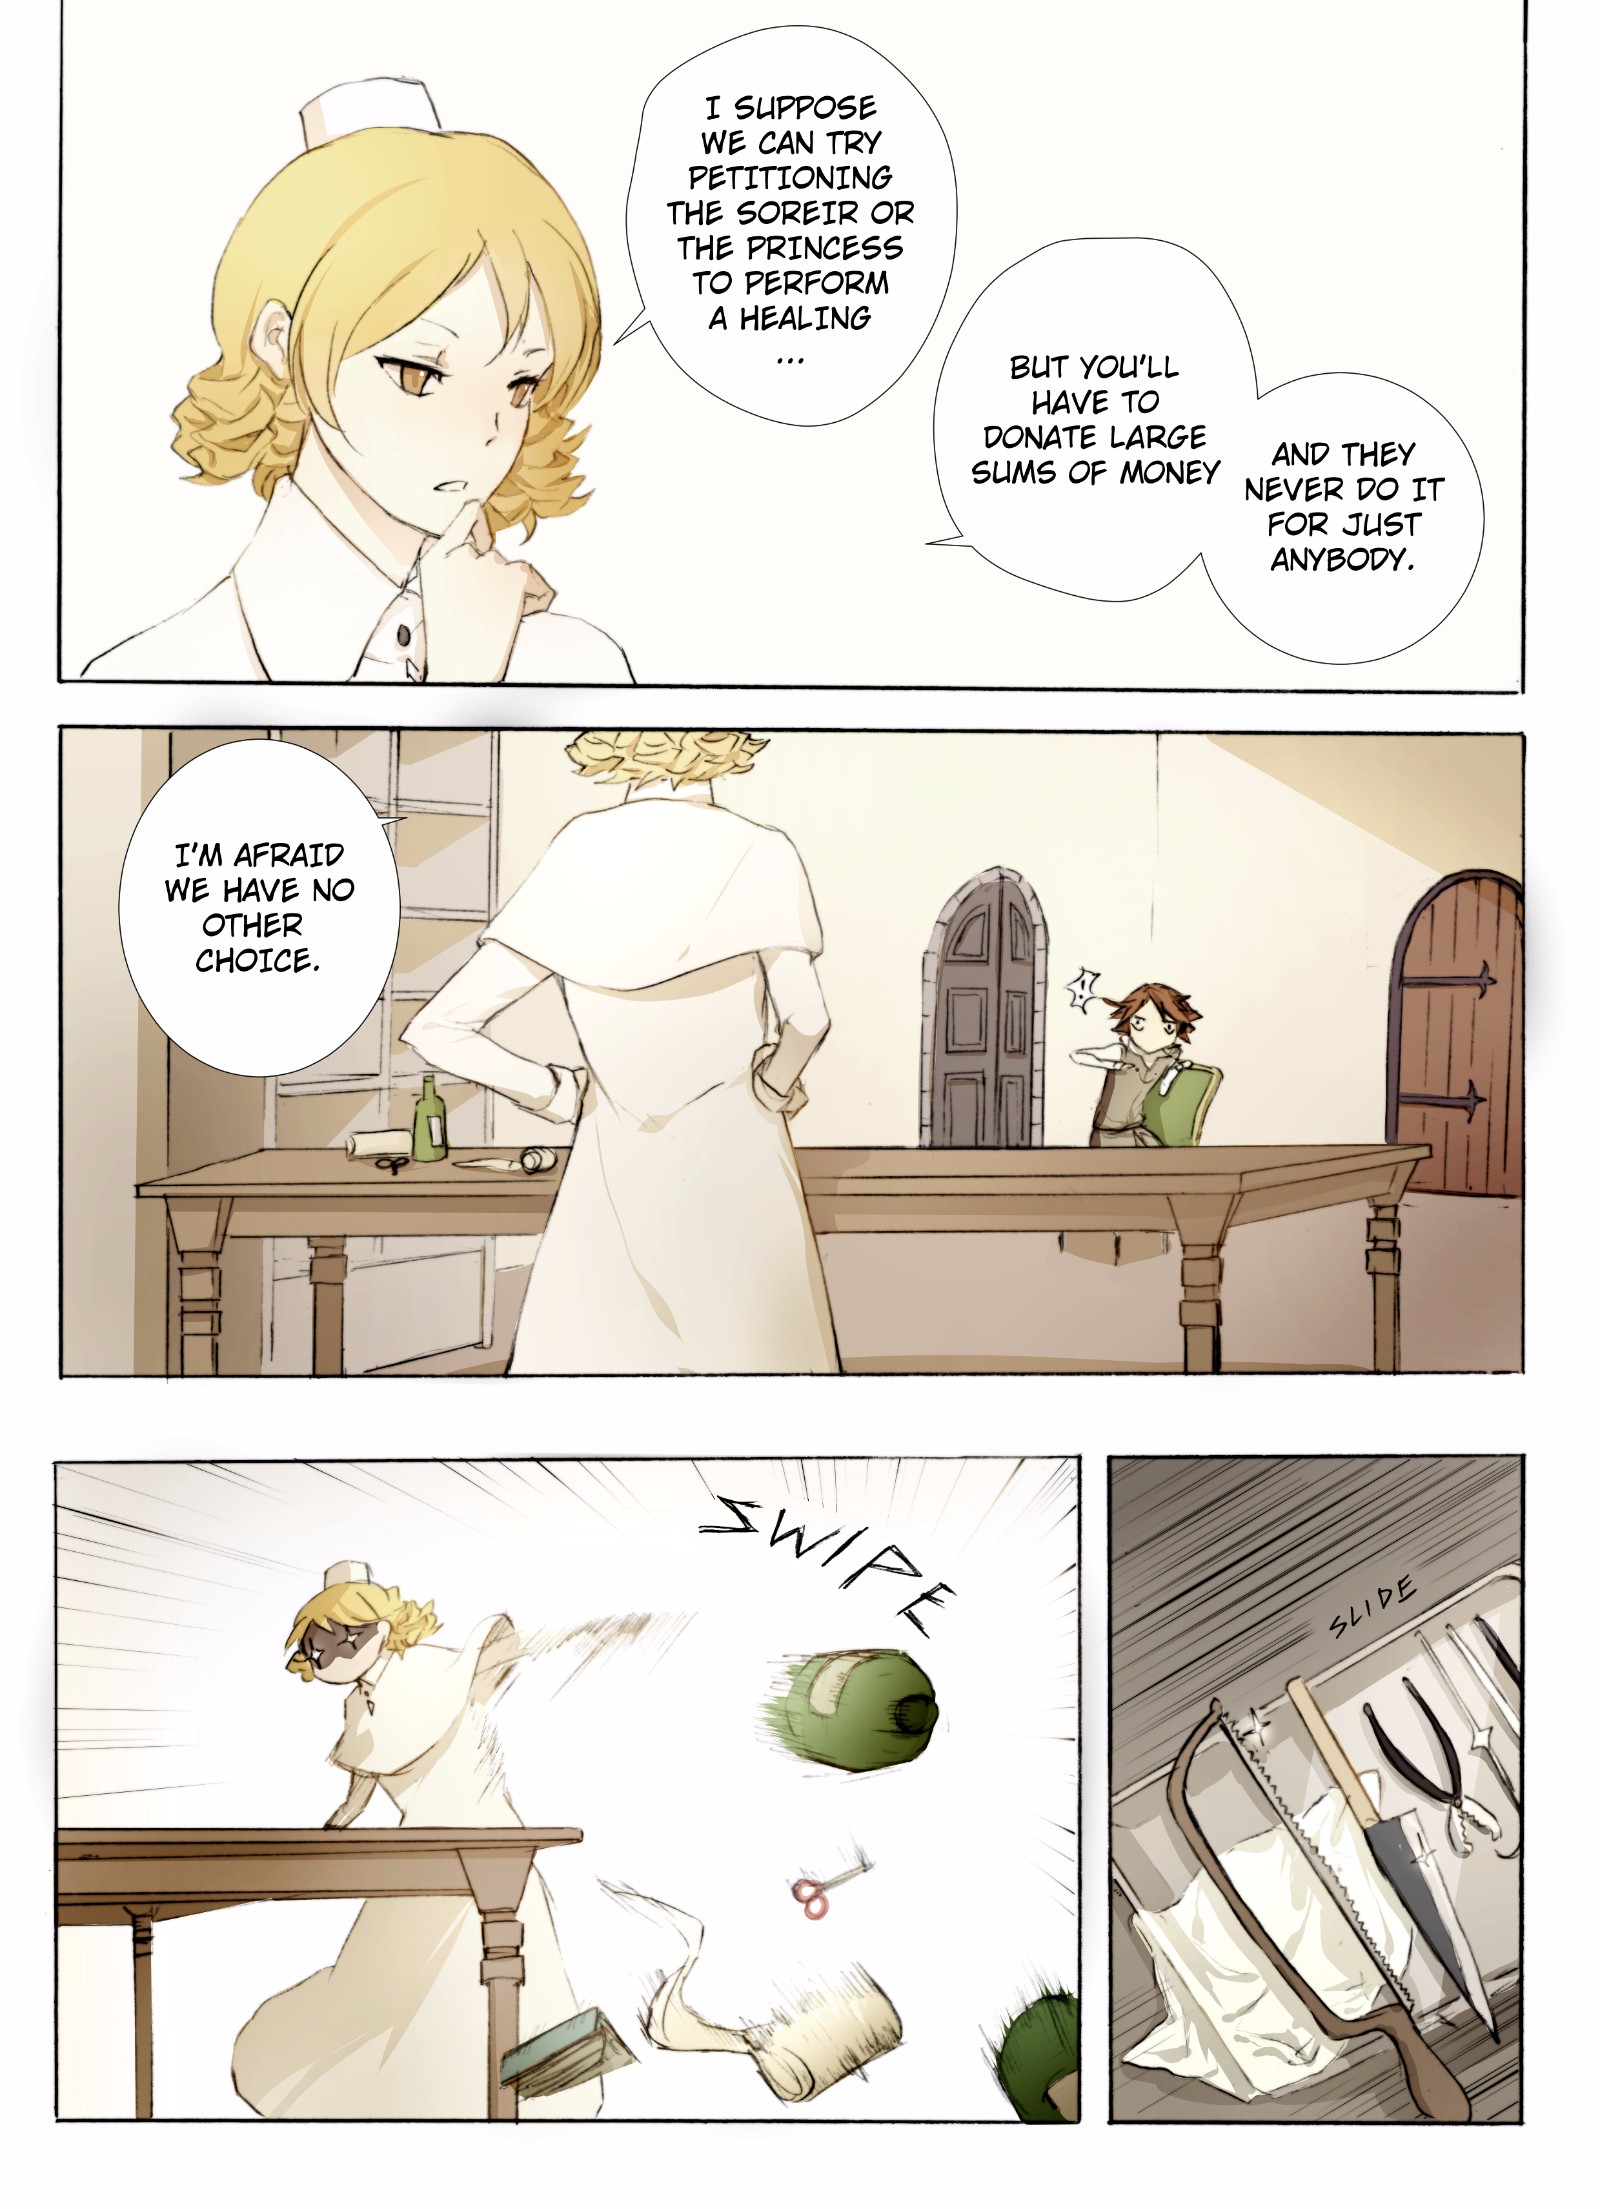 I SUPPOSE
WE CAN TRY
PETITIONING
THE SOREIR OR
THE PRINCESS
TO PERFORM
A HEALING
...
BUT YOU'LL
HAVE TO
DONATE LARGE
SUMS OF MONEY
AND THEY
NEVER DO IT
FOR JUST
ANYBODY.
I'M AFRAID
WE HAVE NO
OTHER
CHOICE.
!
SWIPE
SLIDE